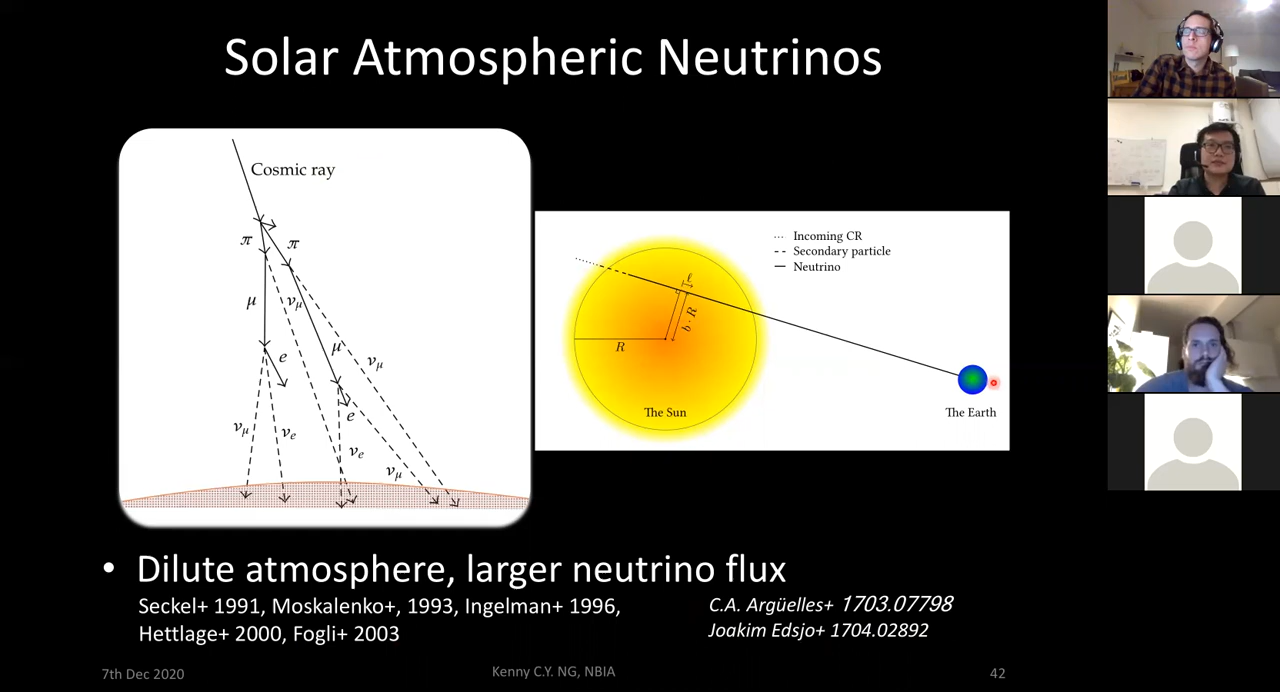 Solar Atmospheric Neutrinos
Cosmic ray
π
π
μ
ν_μ
e
μ
ν_μ
e
ν_μ
ν_e
ν_e
ν_μ
Incoming CR
Secondary particle
Neutrino
ℓ
b · R
R
The Sun
The Earth
• Dilute atmosphere, larger neutrino flux
Seckel+ 1991, Moskalenko+, 1993, Ingelman+ 1996,
Hettlage+ 2000, Fogli+ 2003
C.A. Argüelles+ 1703.07798
Joakim Edsjo+ 1704.02892
7th Dec 2020
Kenny C.Y. NG, NBIA
42